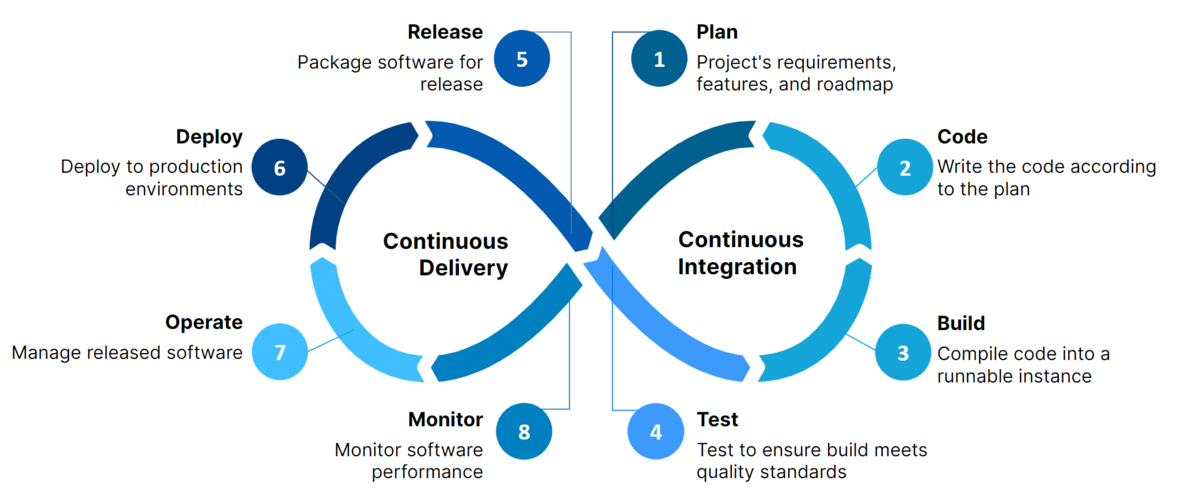 1
Plan
Project's requirements,
features, and roadmap
2
Code
Write the code according
to the plan
3
Build
Compile code into a
runnable instance
4
Test
Test to ensure build meets
quality standards
5
Release
Package software for
release
6
Deploy
Deploy to production
environments
7
Operate
Manage released software
8
Monitor
Monitor software
performance
Continuous
Delivery
Continuous
Integration